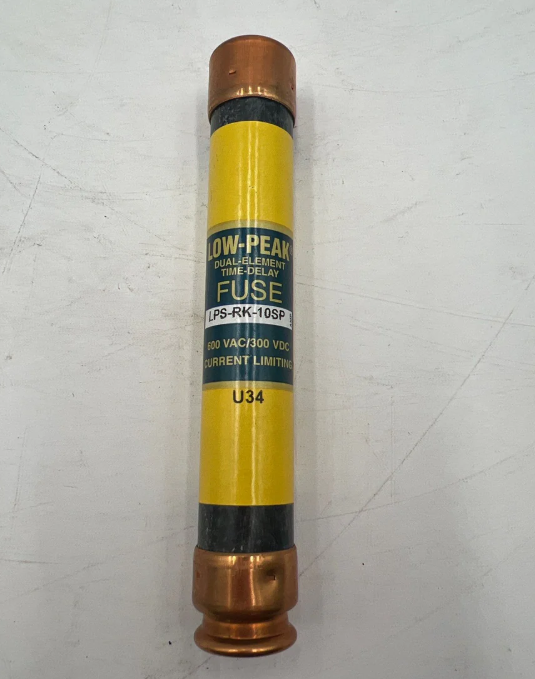 LOW-PEAK
DUAL-ELEMENT
TIME-DELAY
FUSE
LPS-RK-10SP
600 VAC/300 VDC
CURRENT LIMITING
U34